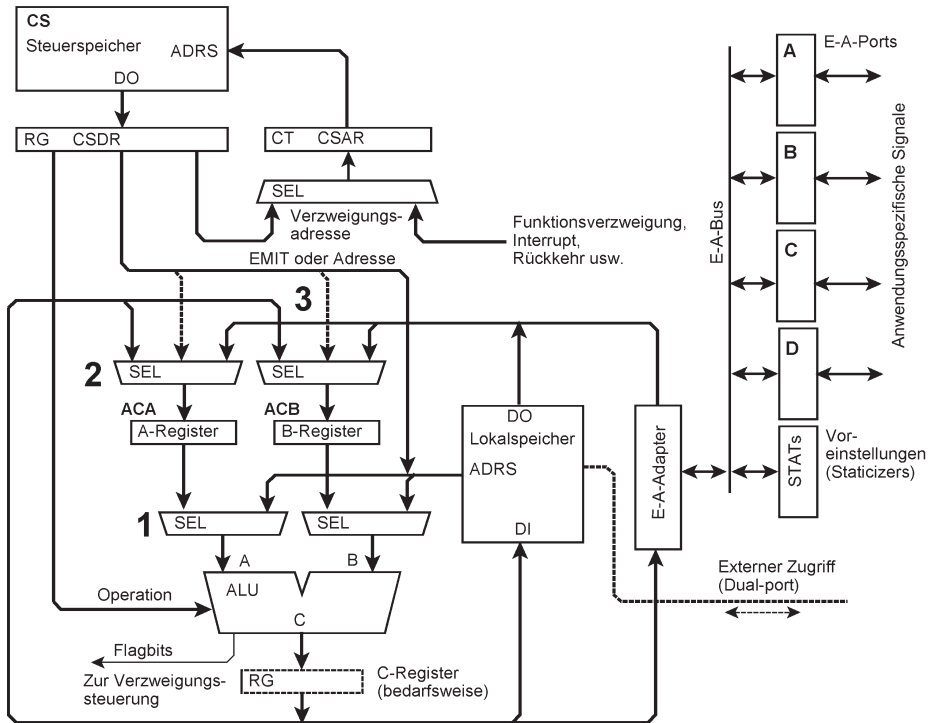 CS
Steuerspeicher
ADRS
DO
RG CSDR
CT CSAR
SEL
Verzweigungs-
adresse
Funktionsverzweigung,
Interrupt,
Rückkehr usw.
EMIT oder Adresse
3
2
SEL
SEL
ACA
ACB
A-Register
B-Register
1
SEL
SEL
A
B
ALU
C
Operation
Flagbits
Zur Verzweigungs-
steuerung
RG
C-Register
(bedarfsweise)
DO
Lokalspeicher
ADRS
DI
E-A-Adapter
E-A-Bus
A
E-A-Ports
B
C
D
Anwendungsspezifische Signale
STATs
Vor-
einstellungen
(Staticizers)
Externer Zugriff
(Dual-port)